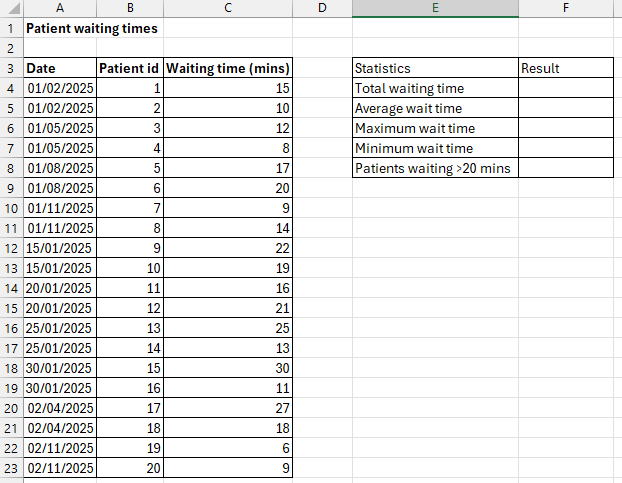 A B C D E F
1 Patient waiting times
2
3 Date Patient id Waiting time (mins) Statistics Result
4 01/02/2025 1 15 Total waiting time
5 01/02/2025 2 10 Average wait time
6 01/05/2025 3 12 Maximum wait time
7 01/05/2025 4 8 Minimum wait time
8 01/08/2025 5 17 Patients waiting >20 mins
9 01/08/2025 6 20
10 01/11/2025 7 9
11 01/11/2025 8 14
12 15/01/2025 9 22
13 15/01/2025 10 19
14 20/01/2025 11 16
15 20/01/2025 12 21
16 25/01/2025 13 25
17 25/01/2025 14 13
18 30/01/2025 15 30
19 30/01/2025 16 11
20 02/04/2025 17 27
21 02/04/2025 18 18
22 02/11/2025 19 6
23 02/11/2025 20 9